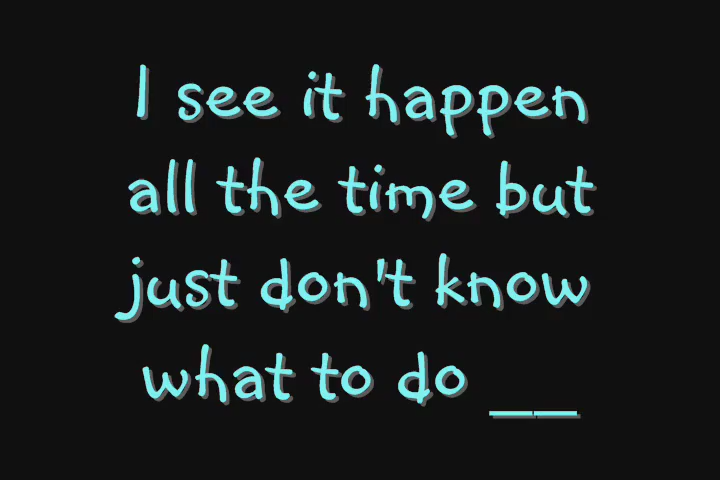 I see it happen
all the time but
just don't know
what to do __